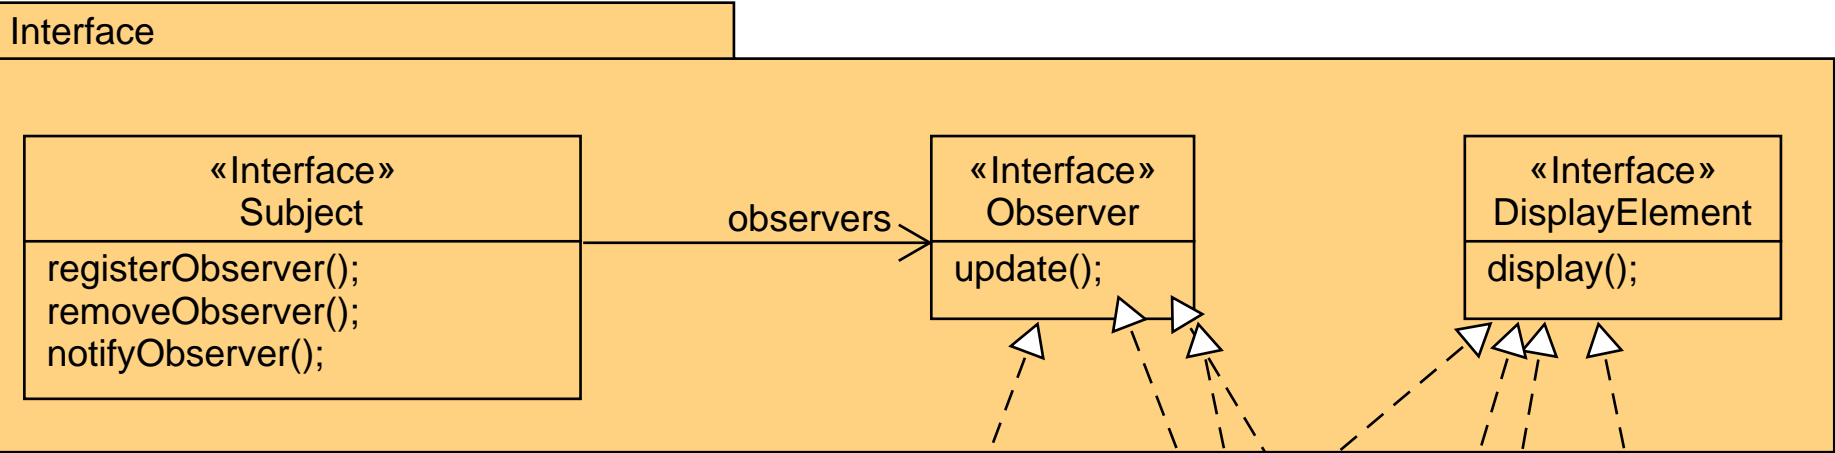 Interface
«Interface»
Subject
registerObserver();
removeObserver();
notifyObserver();
observers
«Interface»
Observer
update();
«Interface»
DisplayElement
display();